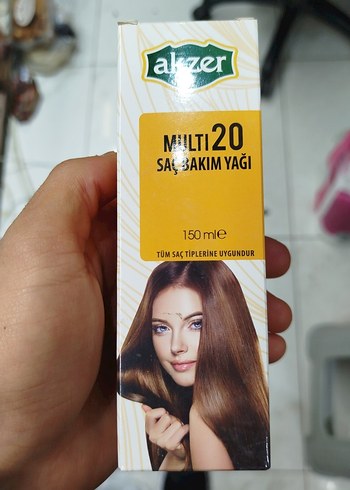 akzer
MULTI 20
SAÇ BAKIM YAĞI
150 ml℮
TÜM SAÇ TİPLERİNE UYGUNDUR